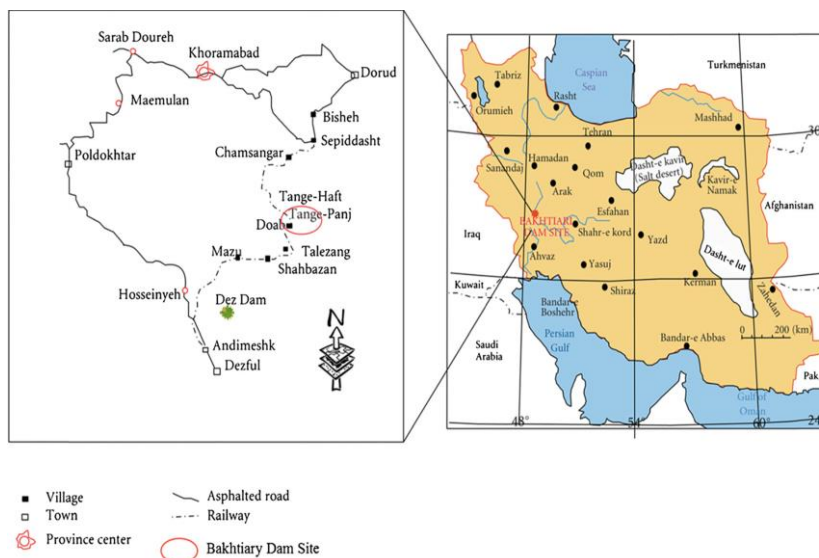 Sarab Doureh
Khoramabad
Dorud
Maemulan
Bisheh
Sepiddasht
Chamsangar
Poldokhtar
Tange-Haft
Tange-Panj
Doab
Talezang
Mazu
Shahbazan
Hosseinyeh
Dez Dam
N
Andimeshk
Dezful
Caspian
Sea
Turkmenistan
Tabriz
Orumieh
Rasht
Mashhad
30
Tehran
Sanandaj
Hamadan
Qom
Dasht-e kavir
(Salt desert)
Kavir-e
Namak
Arak
Esfahan
Afghanistan
BAKHTIARI
DAM SITE
Shahr-e kord
Yazd
Iraq
Ahvaz
Dasht-e lut
Yasuj
Kerman
Zahedan
Kuwait
Shiraz
Bandar-e
Boshehr
0 200 (km)
Persian
Gulf
Saudi
Arabia
Bandar-e Abbas
Pak
Gulf of
Oman
48° 54° 60° 24
Village
Asphalted road
Town
Railway
Province center
Bakhtiary Dam Site